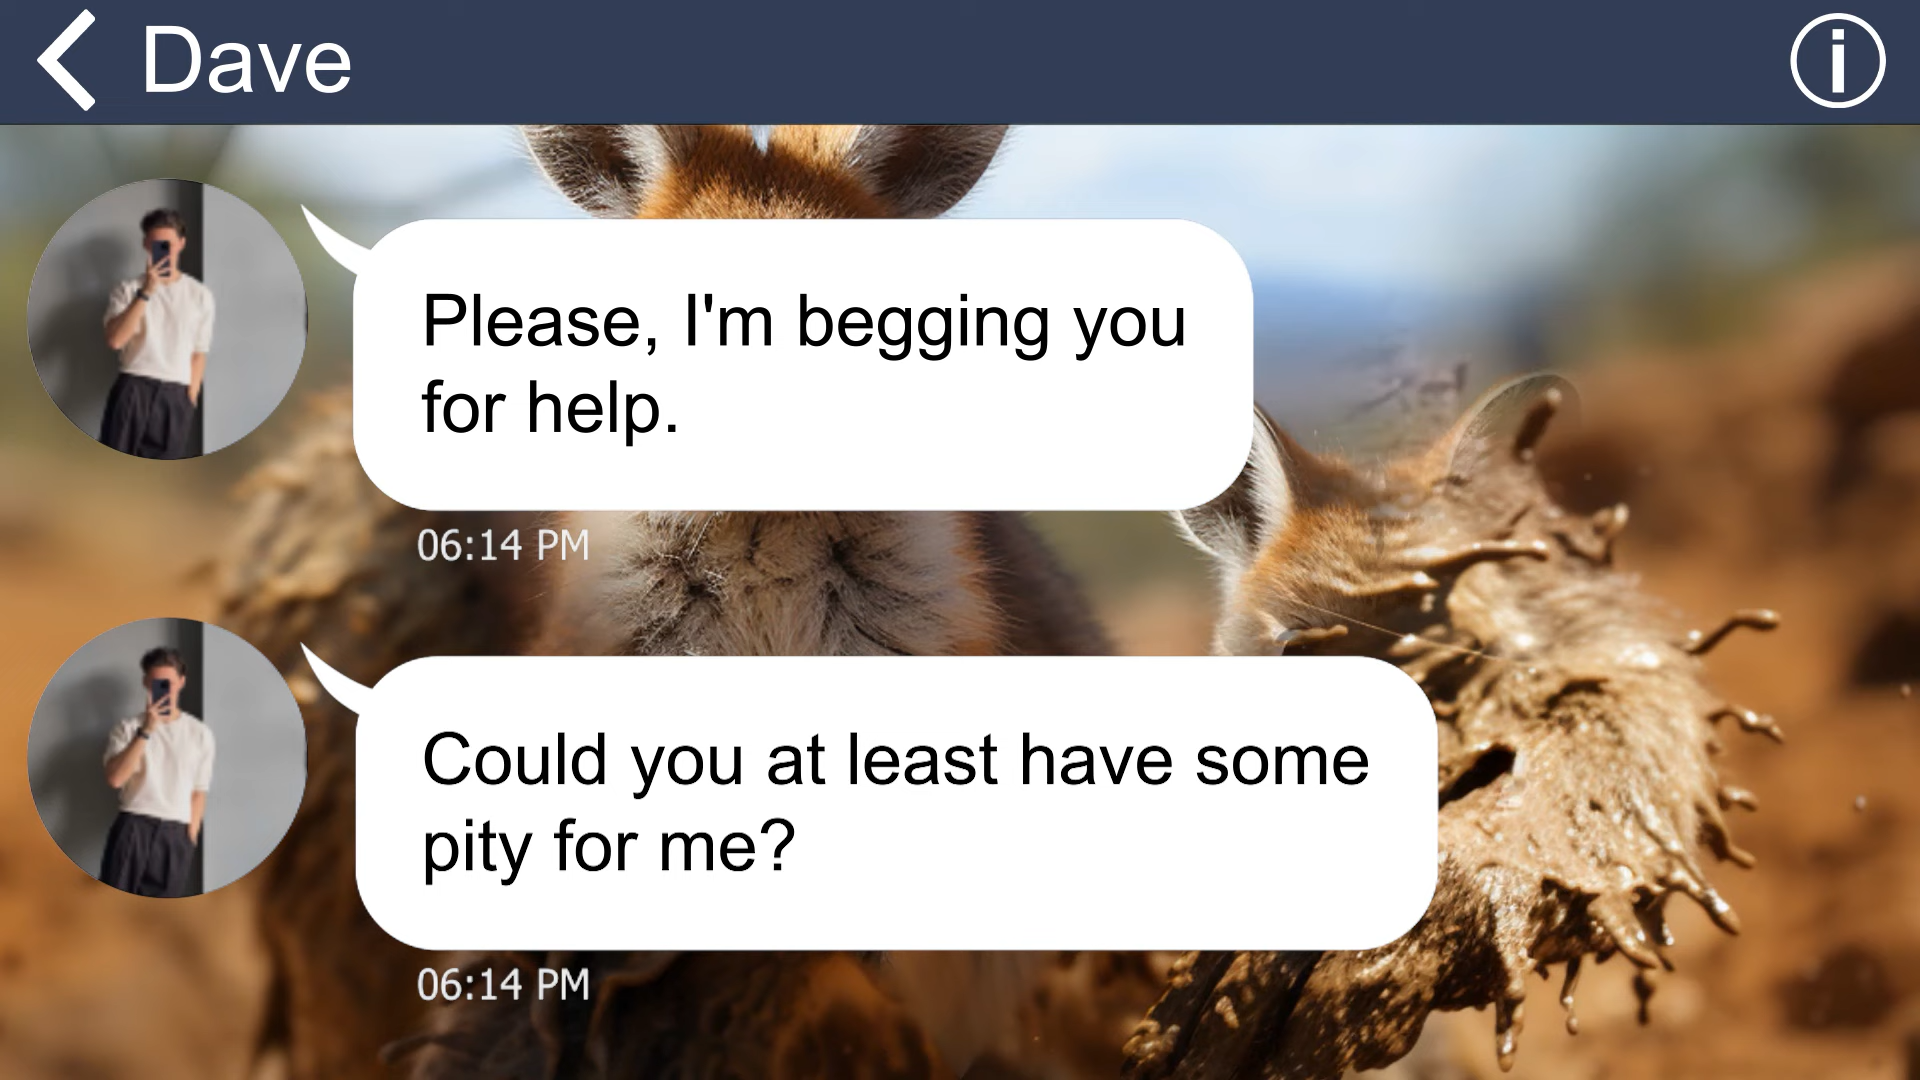 Dave
Please, I'm begging you
for help.
06:14 PM
Could you at least have some
pity for me?
06:14 PM